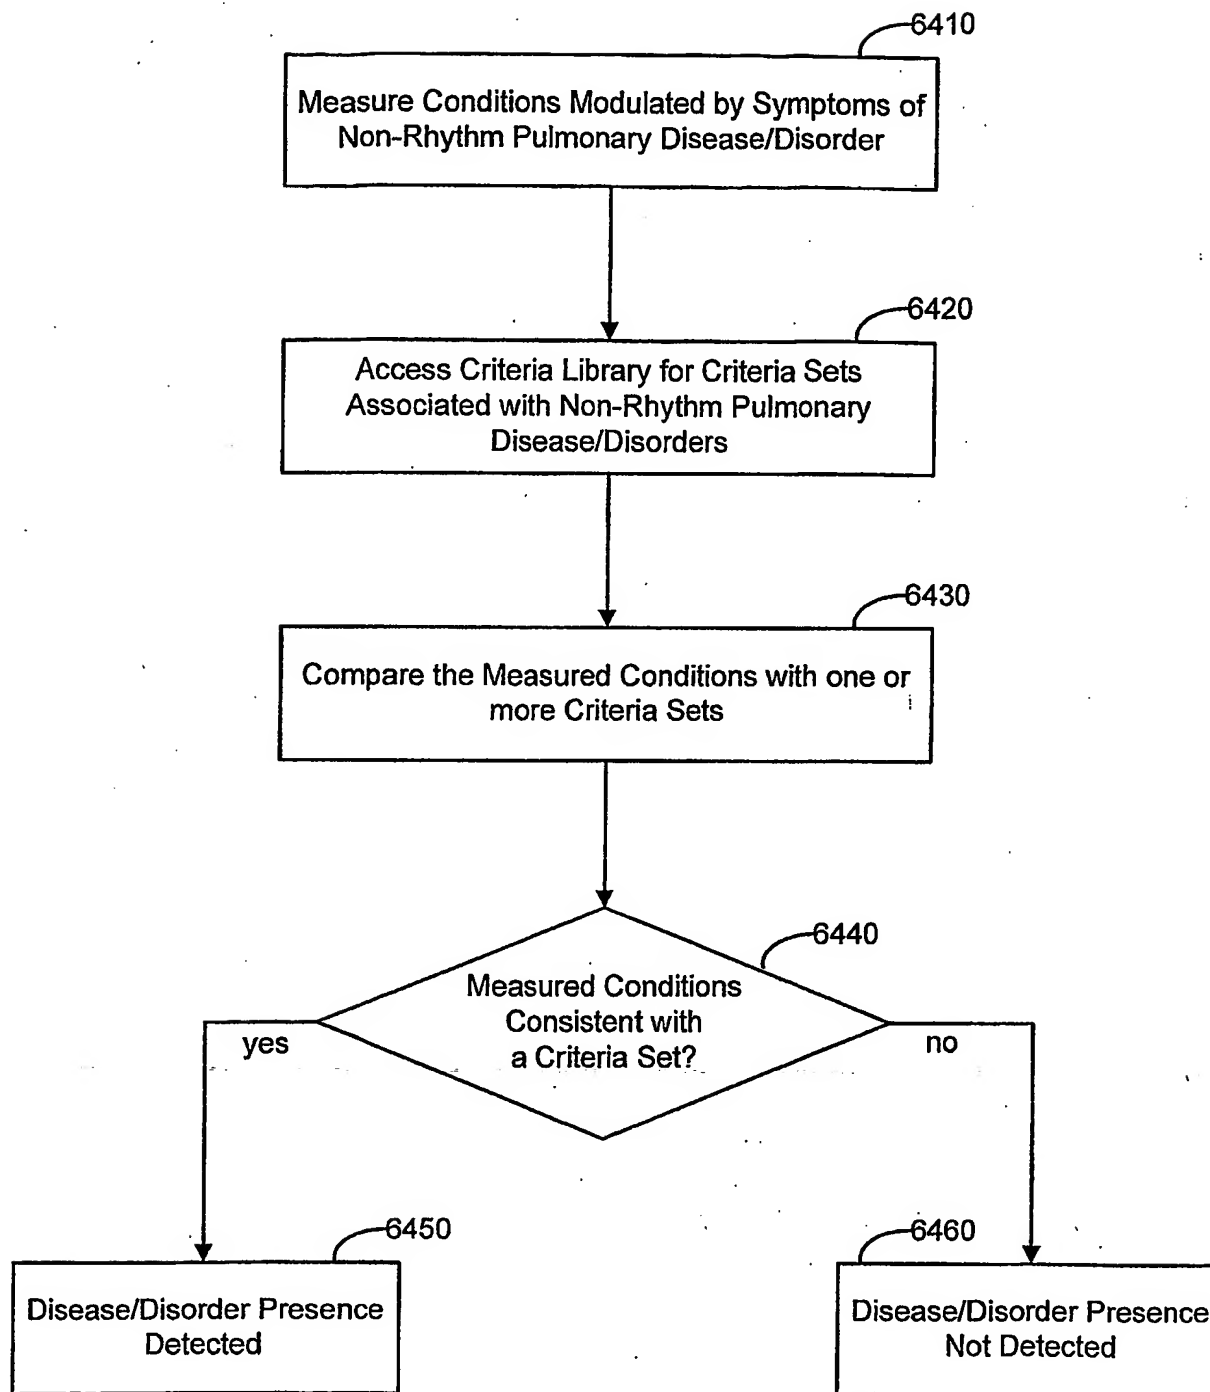 6410
Measure Conditions Modulated by Symptoms of
Non-Rhythm Pulmonary Disease/Disorder
6420
Access Criteria Library for Criteria Sets
Associated with Non-Rhythm Pulmonary
Disease/Disorders
6430
Compare the Measured Conditions with one or
more Criteria Sets
6440
Measured Conditions
Consistent with
a Criteria Set?
yes
no
6450
6460
Disease/Disorder Presence
Detected
Disease/Disorder Presence
Not Detected